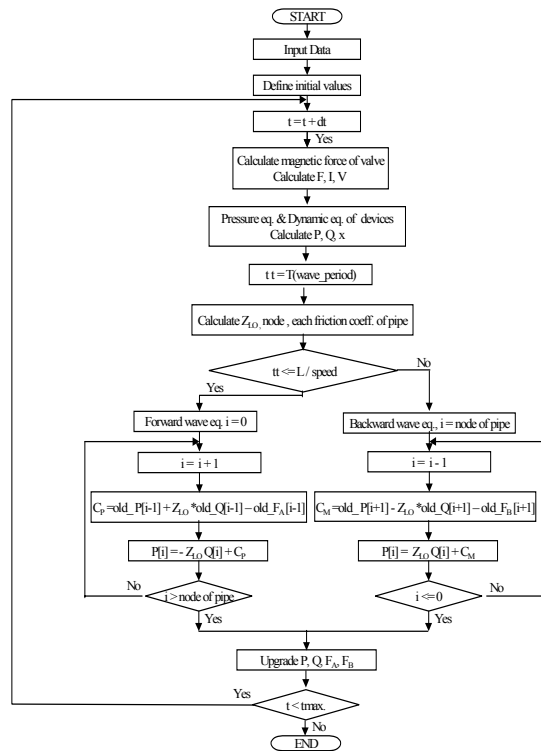 START
Input Data
Define initial values
t = t + dt
Yes
Calculate magnetic force of valve
Calculate F, I, V
Pressure eq. & Dynamic eq. of devices
Calculate P, Q, x
t t = T(wave_period)
Calculate Z_LO, node , each friction coeff. of pipe
tt <= L / speed
No
Yes
Forward wave eq. i = 0
Backward wave eq., i = node of pipe
i = i + 1
i = i - 1
C_P =old_P[i-1] + Z_LO *old_Q[i-1] – old_F_A [i-1]
C_M =old_P[i+1] - Z_LO *old_Q[i+1] – old_F_B [i+1]
P[i] = - Z_LO Q[i] + C_P
P[i] = Z_LO Q[i] + C_M
No
i > node of pipe
i <= 0
No
Yes
Yes
Upgrade P, Q, F_A, F_B
Yes
t < tmax.
No
END